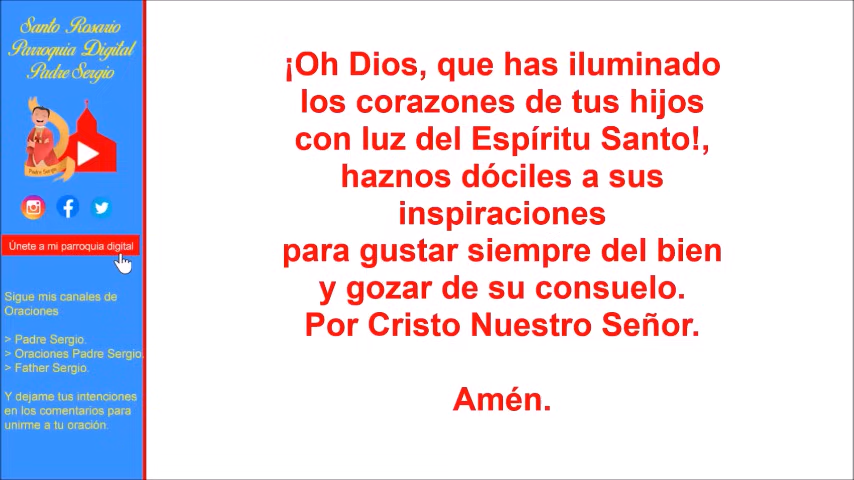 Santo Rosario
Parroquia Digital
Padre Sergio
Padre Sergio
Únete a mi parroquia digital
Sigue mis canales de
Oraciones
> Padre Sergio.
> Oraciones Padre Sergio.
> Father Sergio.
Y dejame tus intenciones
en los comentarios para
unirme a tu oración.
¡Oh Dios, que has iluminado
los corazones de tus hijos
con luz del Espíritu Santo!,
haznos dóciles a sus
inspiraciones
para gustar siempre del bien
y gozar de su consuelo.
Por Cristo Nuestro Señor.
Amén.